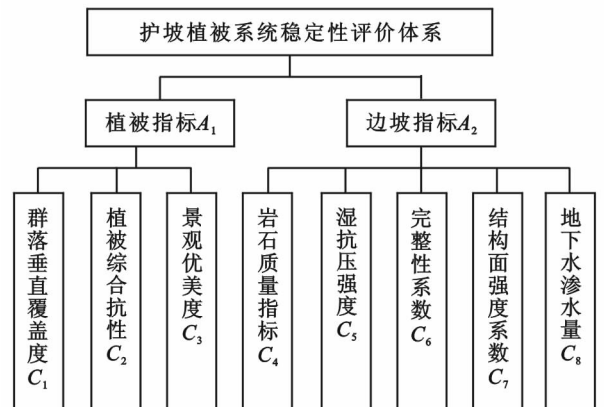 护坡植被系统稳定性评价体系
植被指标A₁
边坡指标A₂
群落垂直覆盖度C₁
植被综合抗性C₂
景观优美度C₃
岩石质量指标C₄
湿抗压强度C₅
完整性系数C₆
结构面强度系数C₇
地下水渗水量C₈